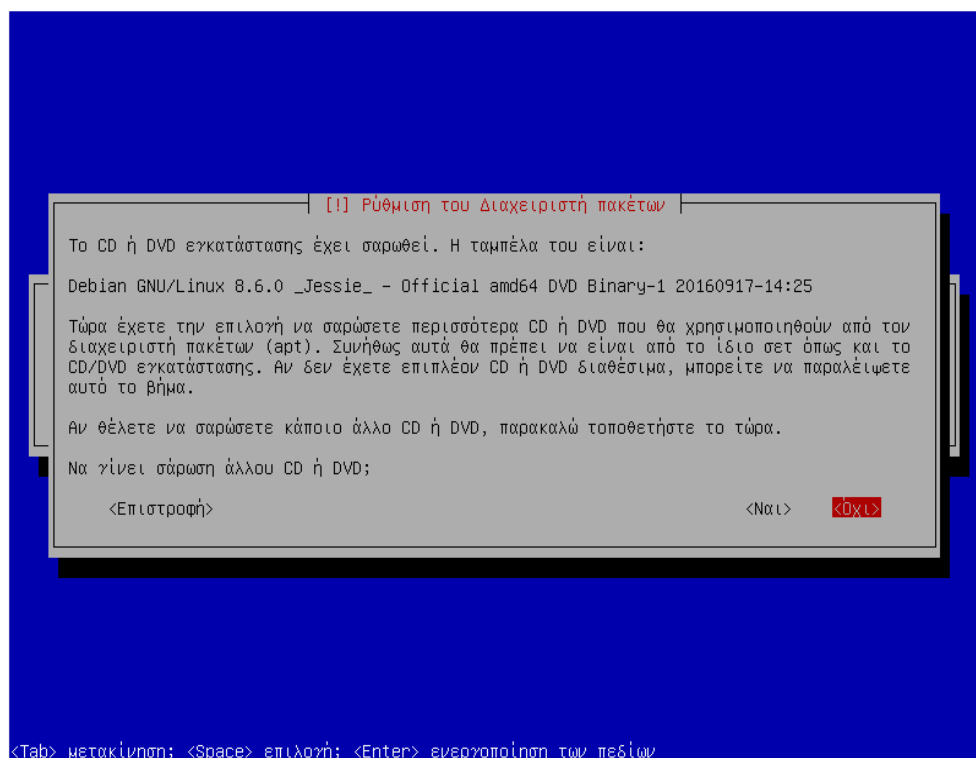 [!] Ρύθμιση του Διαχειριστή πακέτων
Το CD ή DVD εγκατάστασης έχει σαρωθεί. Η ταμπέλα του είναι:
Debian GNU/Linux 8.6.0 _Jessie_ - Official amd64 DVD Binary-1 20160917-14:25
Τώρα έχετε την επιλογή να σαρώσετε περισσότερα CD ή DVD που θα χρησιμοποιηθούν από τον
διαχειριστή πακέτων (apt). Συνήθως αυτά θα πρέπει να είναι από το ίδιο σετ όπως και το
CD/DVD εγκατάστασης. Αν δεν έχετε επιπλέον CD ή DVD διαθέσιμα, μπορείτε να παραλέιψετε
αυτό το βήμα.
Αν θέλετε να σαρώσετε κάποιο άλλο CD ή DVD, παρακαλώ τοποθετήστε το τώρα.
Να γίνει σάρωση άλλου CD ή DVD;
<Επιστροφή> <Ναι> <Όχι>
<Tab> μετακίνηση; <Space> επιλογή; <Enter> ενεργοποίηση των πεδίων